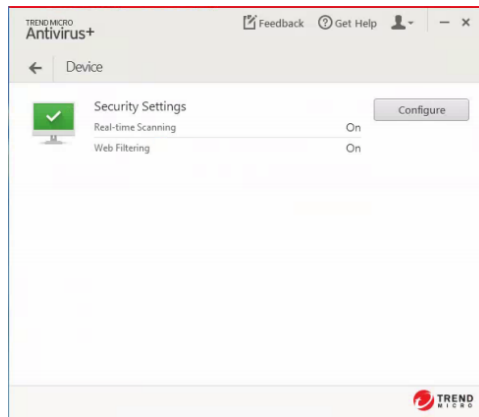 TREND MICRO
Antivirus+
Feedback
Get Help
Device
Security Settings
Configure
Real-time Scanning On
Web Filtering On
TREND
MICRO